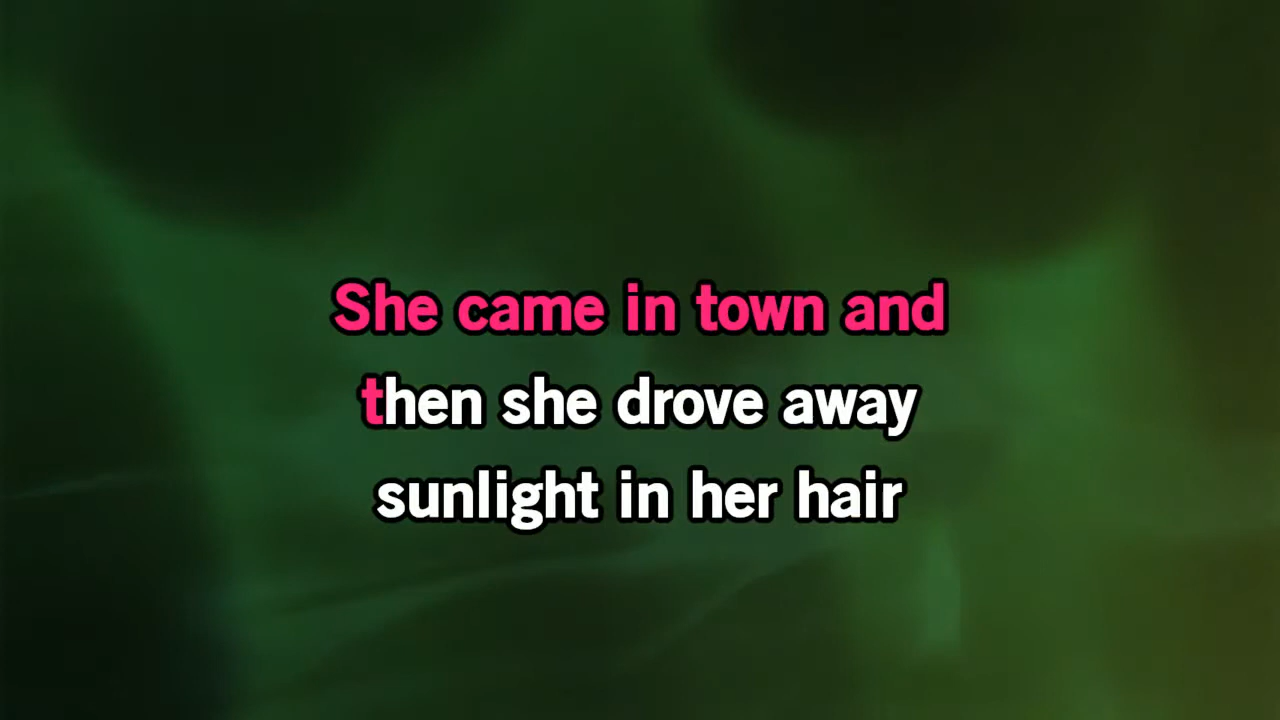 She came in town and
then she drove away
sunlight in her hair